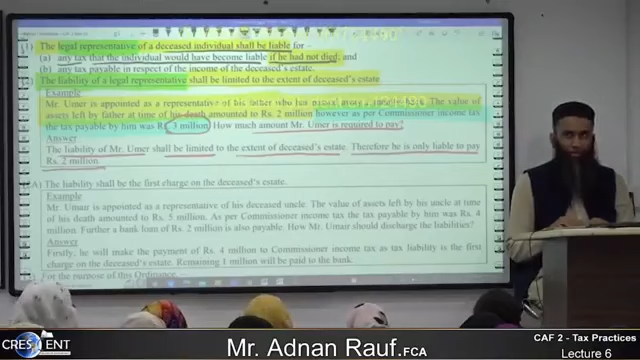 (1) The legal representative of a deceased individual shall be liable for–
(a) any tax that the individual would have become liable if he had not died; and
(b) any tax payable in respect of the income of the deceased's estate.
The liability of a legal representative shall be limited to the extent of deceased's estate.
Example
Mr. Umer is appointed as a representative of his father who has The value of
assets left by father at time of his death amounted to Rs. 2 million however as per Commissioner income tax
the tax payable by him was Rs. 3 million How much amount Mr. Umer is required to pay?
Answer
The liability of Mr. Umer shall be limited to the extent of deceased's estate. Therefore he is only liable to pay
Rs. 2 million.
A) The liability shall be the first charge on the deceased's estate.
Example
Mr. Umair is appointed as a representative of his deceased uncle. The value of assets left by uncle at time
of his death amounted to Rs. 5 million. As per Commissioner income tax the tax payable by him was Rs. 4
million. Further a bank loan of Rs. 2 million is also payable. How Mr. Umair should discharge the liabilities?
Answer
Firstly, he will make the payment of Rs. 4 million to Commissioner income tax as tax liability is the first
charge on the deceased's estate. Remaining 1 million will be paid to the bank.
For the purpose of this Ordinance,
CRESCENT
Mr. Adnan Rauf.FCA
CAF 2 - Tax Practices
Lecture 6